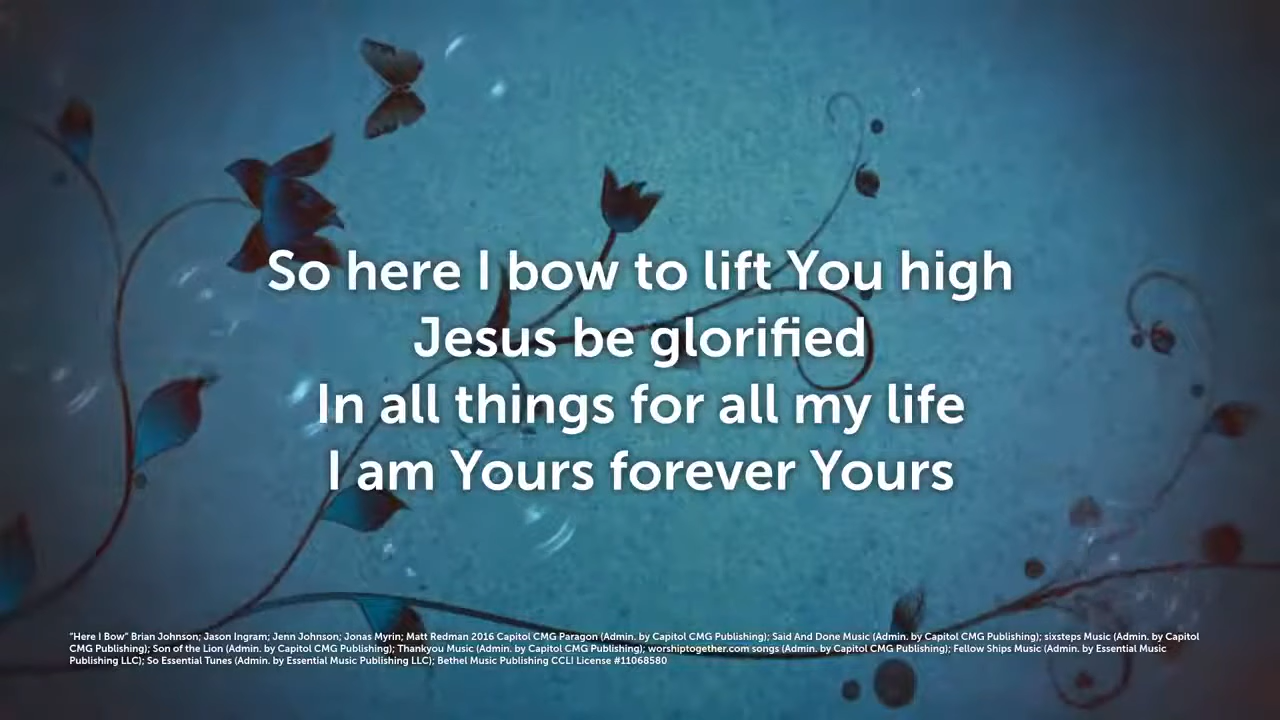 So here I bow to lift You high
Jesus be glorified
In all things for all my life
I am Yours forever Yours
"Here I Bow" Brian Johnson; Jason Ingram; Jenn Johnson; Jonas Myrin; Matt Redman 2016 Capitol CMG Paragon (Admin. by Capitol CMG Publishing); Said And Done Music (Admin. by Capitol CMG Publishing); sixsteps Music (Admin. by Capitol
CMG Publishing); Son of the Lion (Admin. by Capitol CMG Publishing); Thankyou Music (Admin. by Capitol CMG Publishing); worshiptogether.com songs (Admin. by Capitol CMG Publishing); Fellow Ships Music (Admin. by Essential Music
Publishing LLC); So Essential Tunes (Admin. by Essential Music Publishing LLC); Bethel Music Publishing CCLI License #11068580